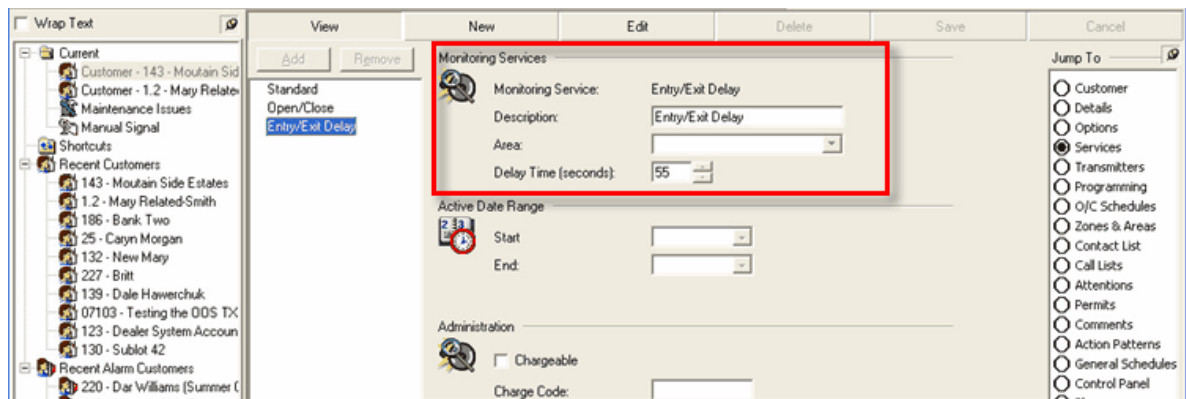 Wrap Text
View
New
Edit
Delete
Save
Cancel
Current
Customer - 143 - Moutain Sid
Customer - 1.2 - Mary Relate
Maintenance Issues
Manual Signal
Shortcuts
Recent Customers
143 - Moutain Side Estates
1.2 - Mary Related-Smith
186 - Bank Two
25 - Caryn Morgan
132 - New Mary
227 - Britt
139 - Dale Hawerchuk
07103 - Testing the OOS TX
123 - Dealer System Accoun
130 - Sublot 42
Recent Alarm Customers
220 - Dar Williams (Summer
Add
Remove
Standard
Open/Close
Entry/Exit Delay
Monitoring Services
Monitoring Service: Entry/Exit Delay
Description: Entry/Exit Delay
Area:
Delay Time (seconds): 55
Active Date Range
Start
End:
Administration
Chargeable
Charge Code:
Jump To
Customer
Details
Options
Services
Transmitters
Programming
O/C Schedules
Zones & Areas
Contact List
Call Lists
Attentions
Permits
Comments
Action Patterns
General Schedules
Control Panel